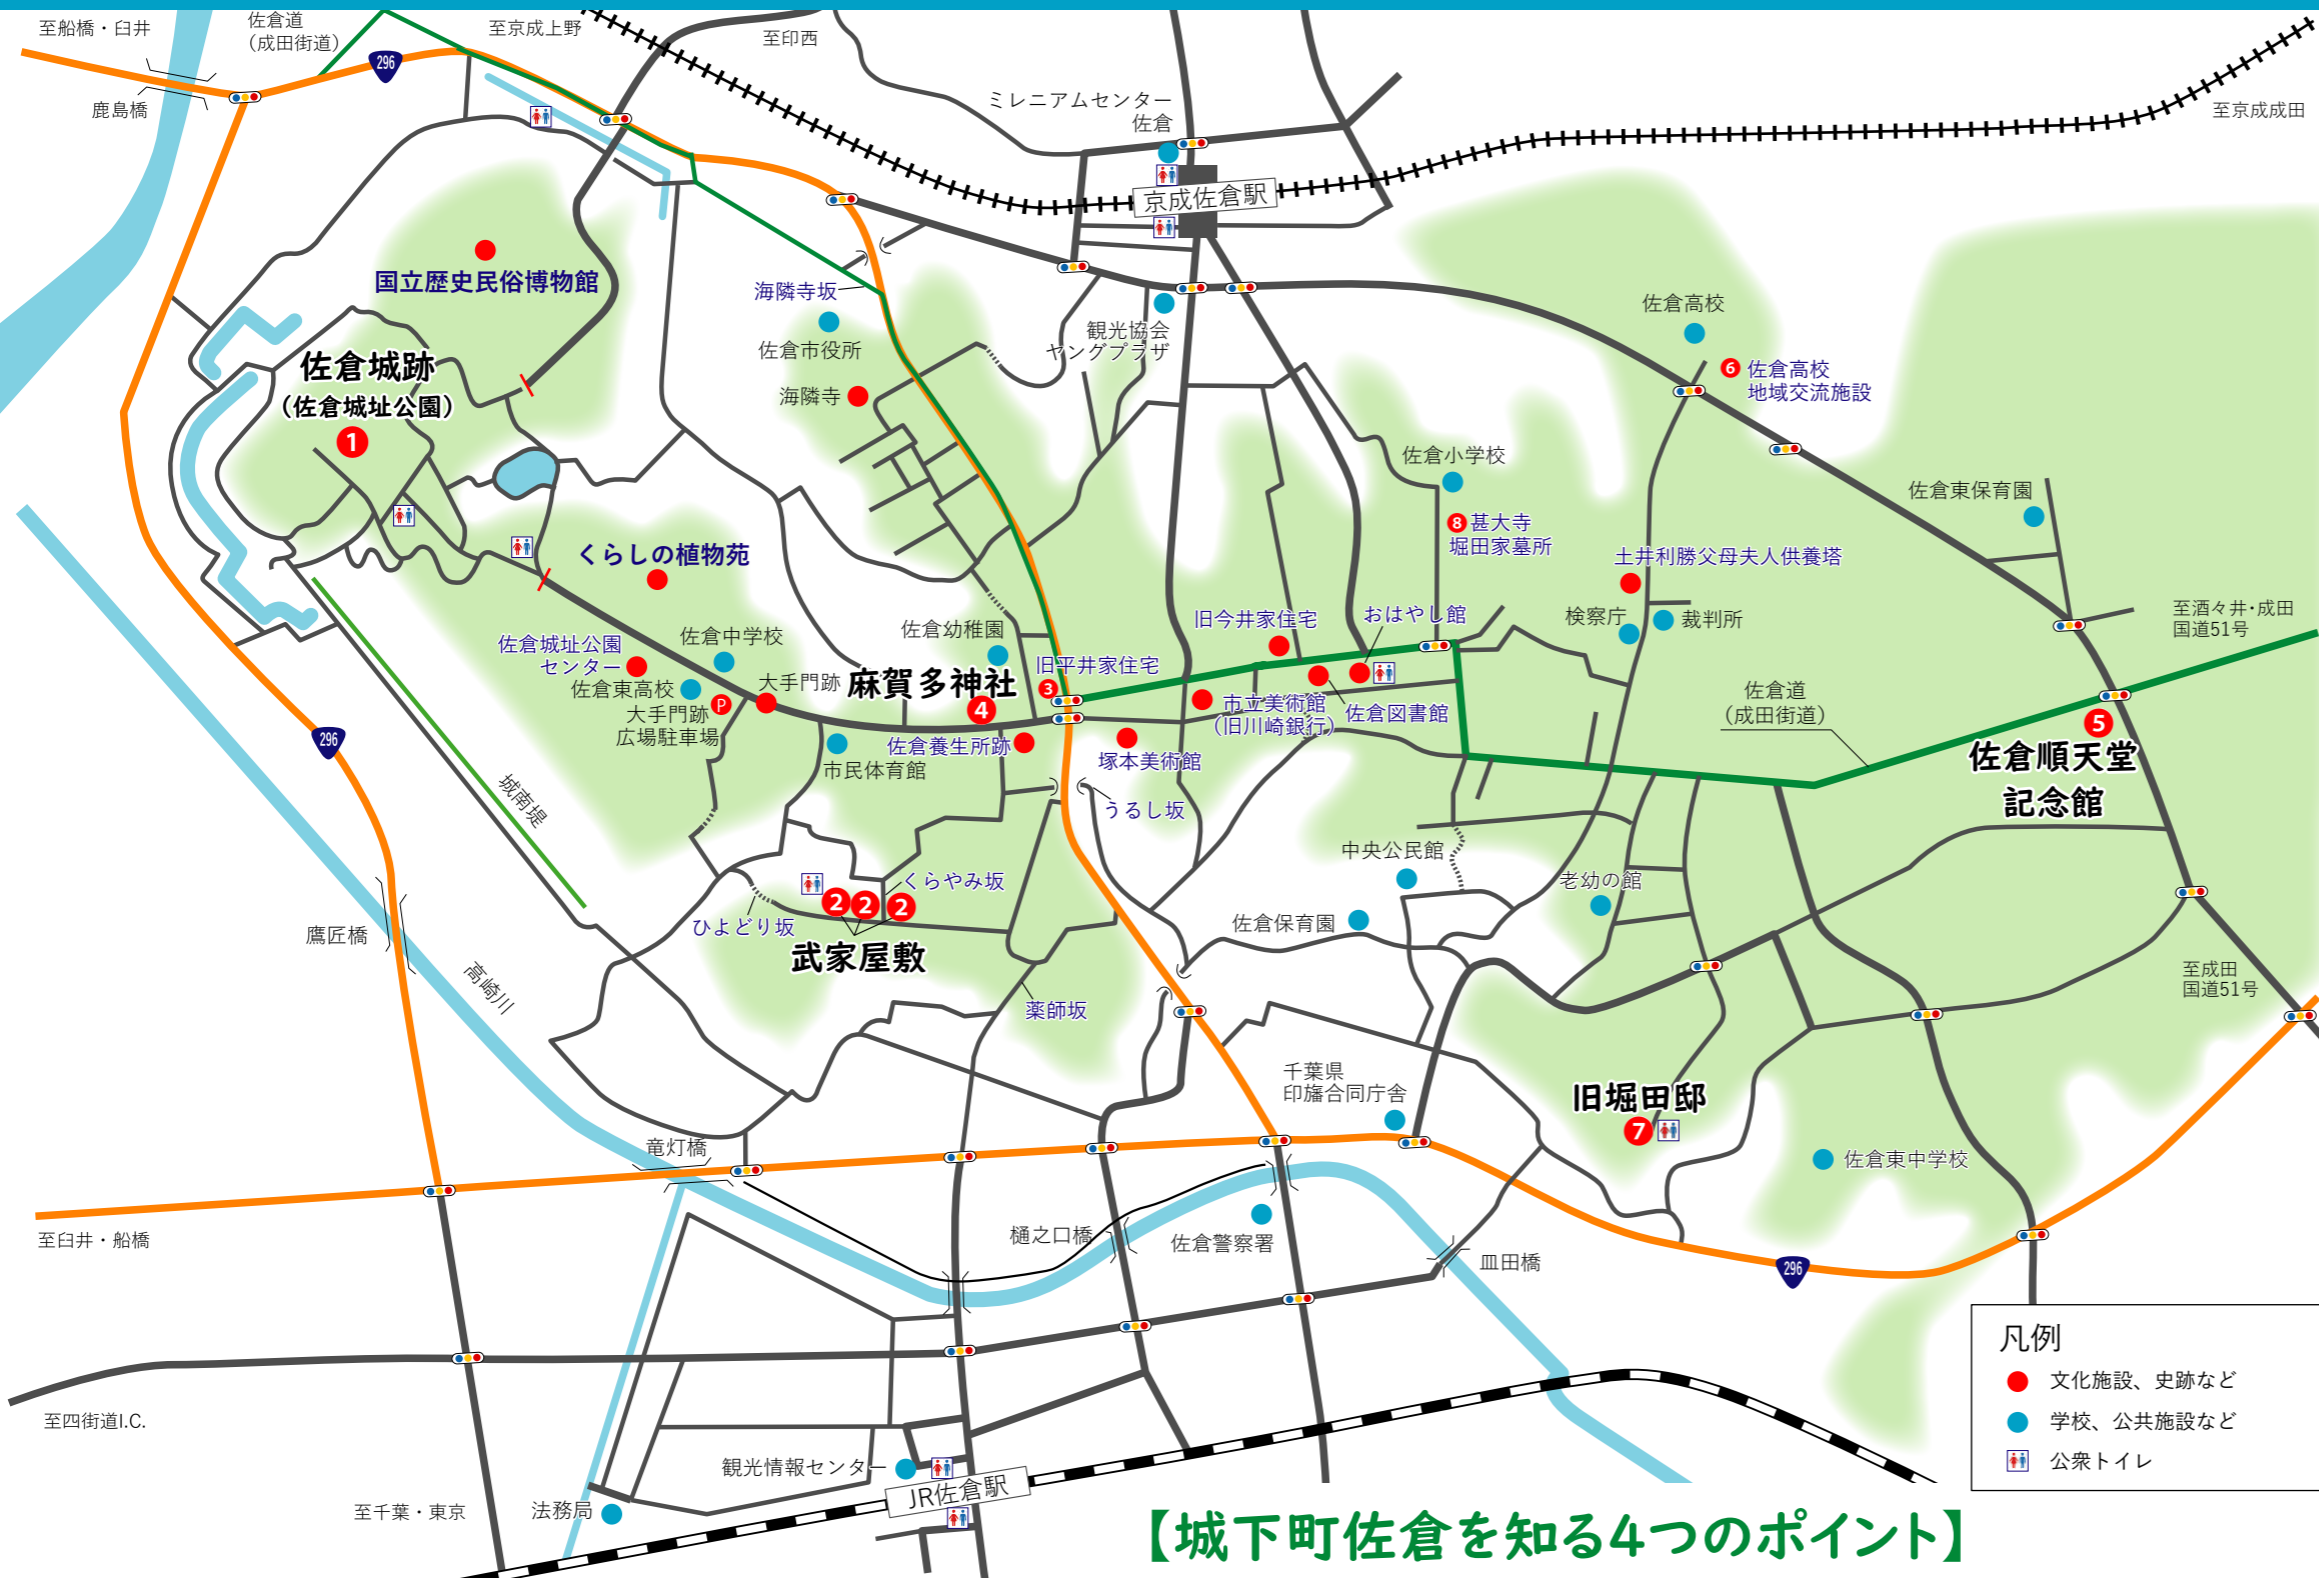 至船橋・臼井
佐倉道
（成田街道）
至京成上野
至印西
296
鹿島橋
ミレニアムセンター
佐倉
至京成成田
京成佐倉駅
国立歴史民俗博物館
海隣寺坂
佐倉市役所
海隣寺
観光協会
ヤングプラザ
佐倉高校
6
佐倉高校
地域交流施設
佐倉城跡
（佐倉城址公園）
1
佐倉小学校
8
甚大寺
堀田家墓所
佐倉東保育園
土井利勝父母夫人供養塔
検察庁
裁判所
至酒々井・成田
国道51号
くらしの植物苑
佐倉城址公園
センター
佐倉中学校
佐倉東高校
大手門跡
広場駐車場
P
大手門跡
佐倉幼稚園
麻賀多神社
4
旧平井家住宅
3
旧今井家住宅
おはやし館
市立美術館
（旧川崎銀行）
佐倉図書館
佐倉道
（成田街道）
5
佐倉順天堂
記念館
296
市民体育館
佐倉養生所跡
塚本美術館
うるし坂
城南堤
中央公民館
老幼の館
くらやみ坂
2
2
2
ひよどり坂
武家屋敷
佐倉保育園
鷹匠橋
高崎川
薬師坂
至成田
国道51号
千葉県
印旛合同庁舎
旧堀田邸
7
佐倉東中学校
竜灯橋
至臼井・船橋
樋之口橋
佐倉警察署
皿田橋
296
至四街道I.C.
観光情報センター
JR佐倉駅
至千葉・東京
法務局
凡例
文化施設、史跡など
学校、公共施設など
公衆トイレ
【城下町佐倉を知る4つのポイント】